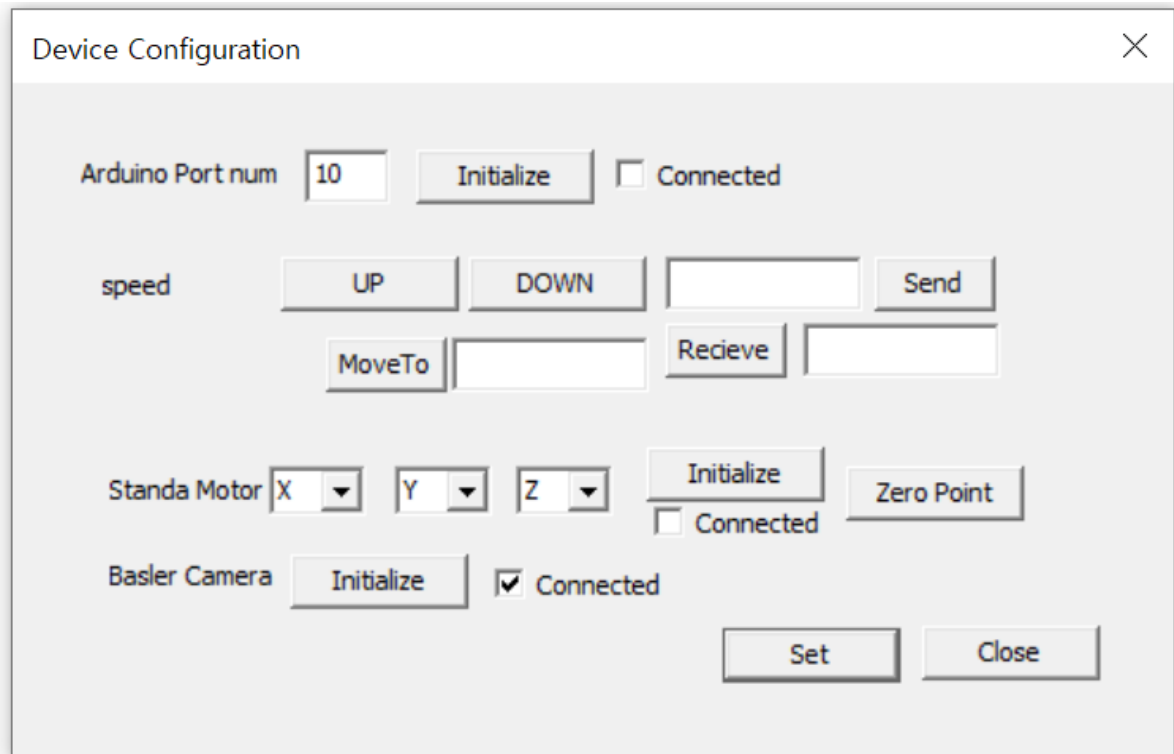 Device Configuration
Arduino Port num 10 Initialize Connected
speed UP DOWN Send
MoveTo Recieve
Standa Motor X Y Z Initialize Zero Point
Connected
Basler Camera Initialize Connected
Set Close